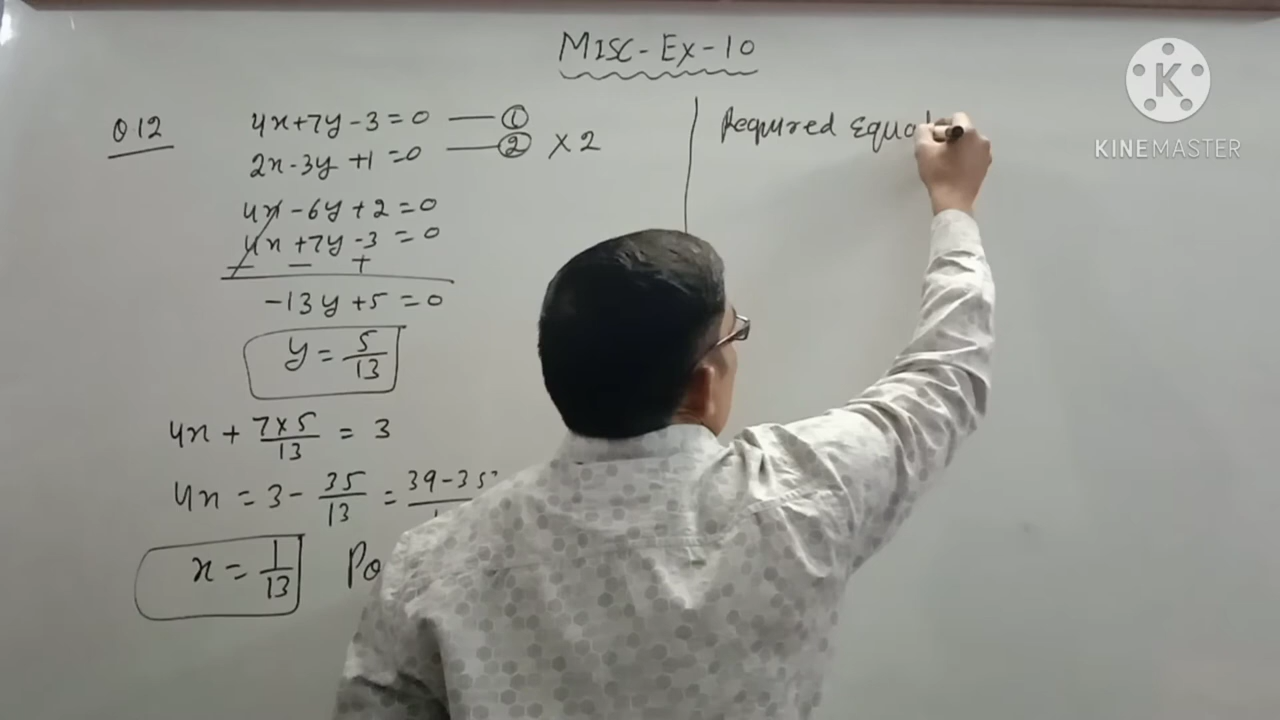 MISC-EX-10
Q12
4x+7y-3=0 — ①
2x-3y+1=0 — ② ×2
4x-6y+2=0
4x+7y-3=0
− − +
-13y+5=0
y=5/13
4x+7×5/13=3
4x=3-35/13=39-35
x=1/13
Required Equa
K
KINEMASTER